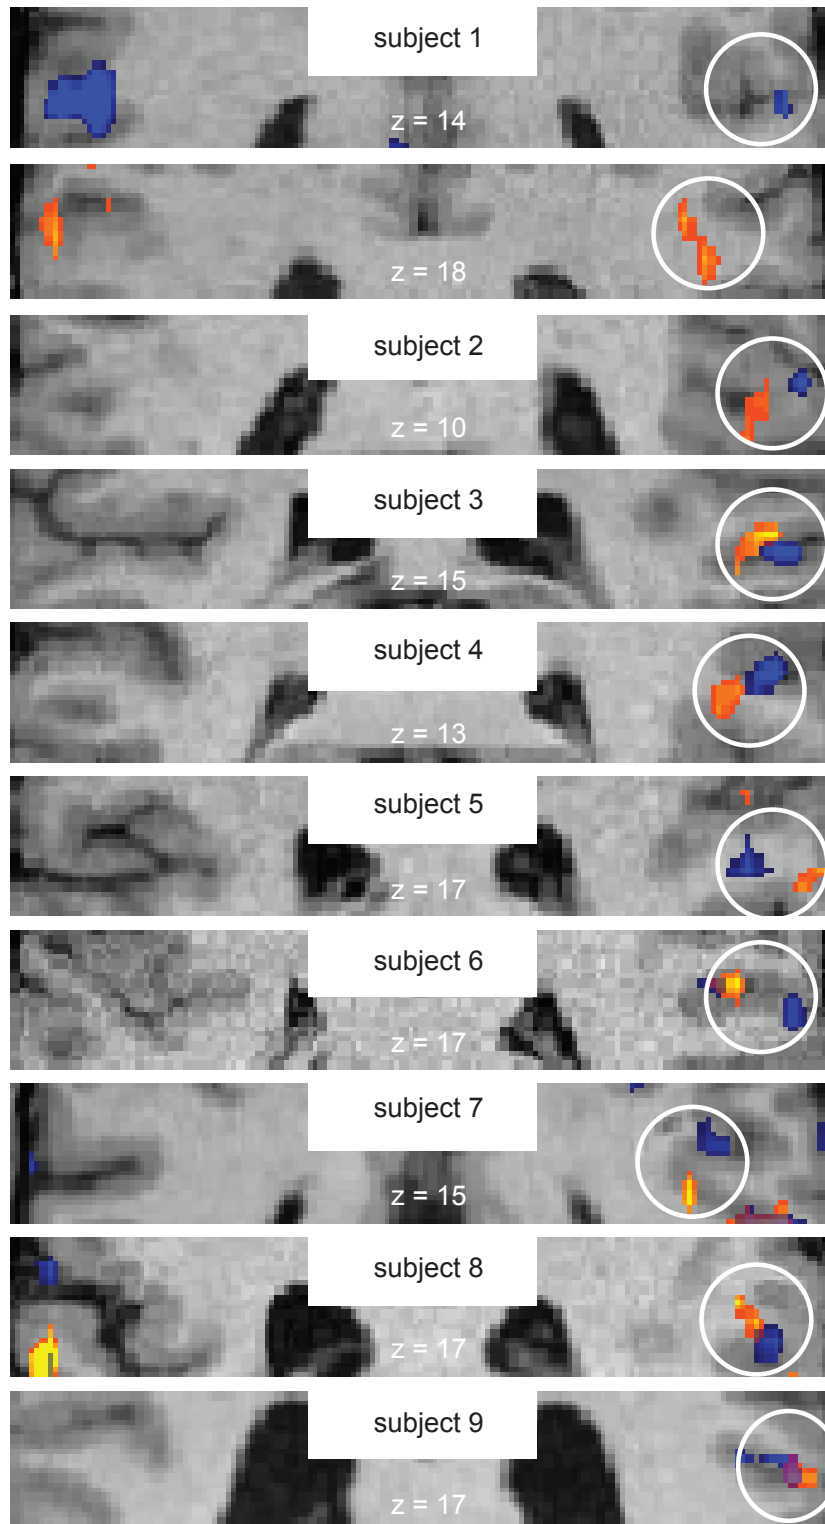 subject 1
z = 14
z = 18
subject 2
z = 10
subject 3
z = 15
subject 4
z = 13
subject 5
z = 17
subject 6
z = 17
subject 7
z = 15
subject 8
z = 17
subject 9
z = 17